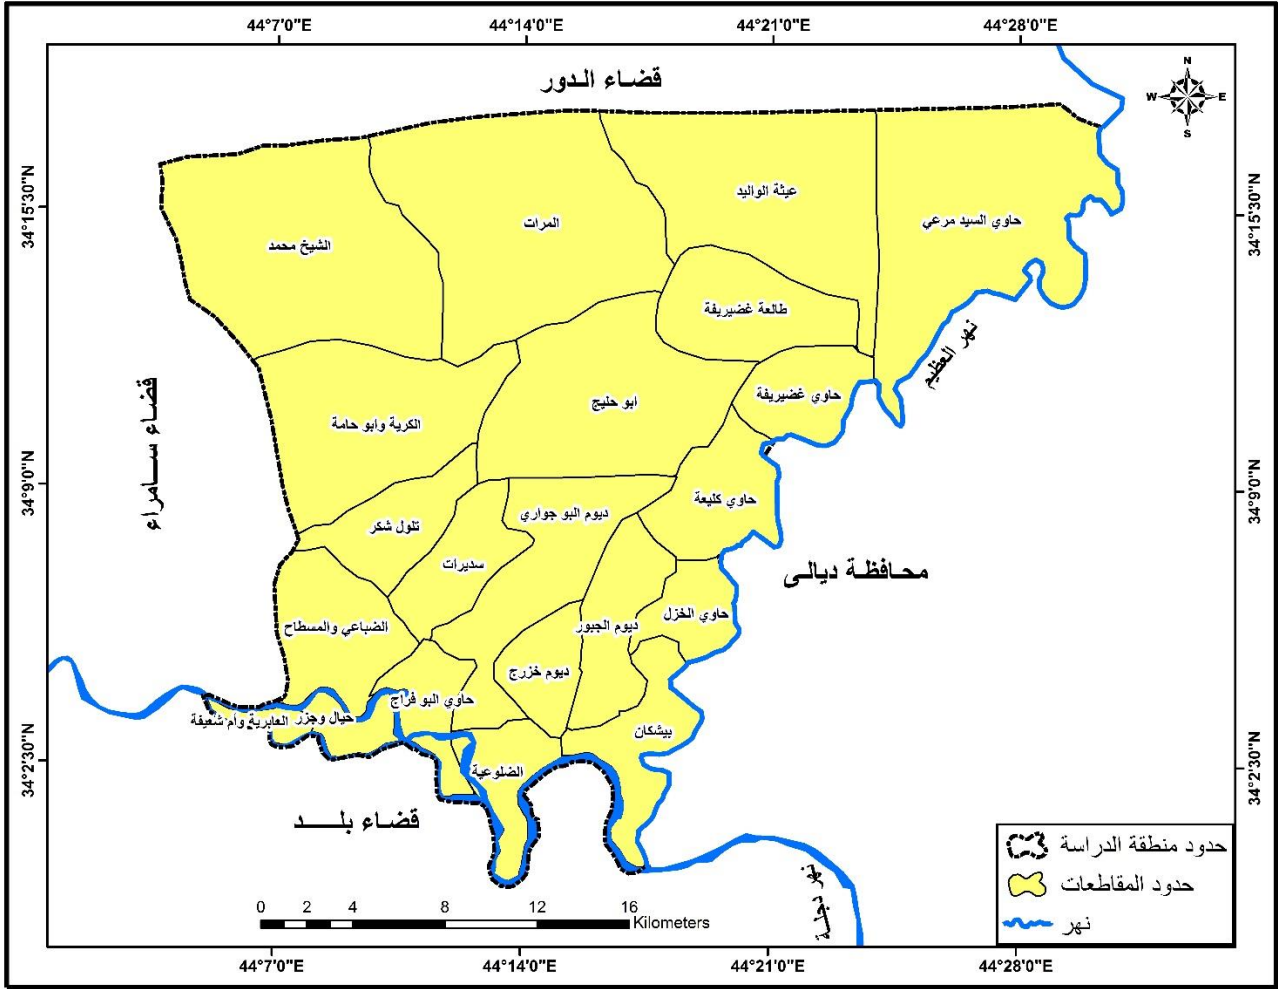 44°7'0"E
44°14'0"E
44°21'0"E
44°28'0"E
قضاء الدور
N
W
E
S
34°15'30"N
34°15'30"N
عيثة الواليد
حاوي السيد مرعي
المرات
الشيخ محمد
طالعة غضيريفة
نهر العظيم
قضاء سامراء
حاوي غضيريفة
ابو حليج
الكرية وابو حامة
34°9'0"N
34°9'0"N
حاوي كليعة
ديوم البو جواري
تلول شكر
سديرات
محافظة ديالى
حاوي الخزل
ديوم الجبور
الضباعي والمسطاح
ديوم خزرج
حاوي البو فراج
حيال وجزر
العابرية وأم شعيفة
بيشكان
34°2'30"N
34°2'30"N
الضلوعية
قضاء بلد
نهر دجلة
حدود منطقة الدراسة
حدود المقاطعات
نهر
0 2 4 8 12 16
Kilometers
44°7'0"E
44°14'0"E
44°21'0"E
44°28'0"E